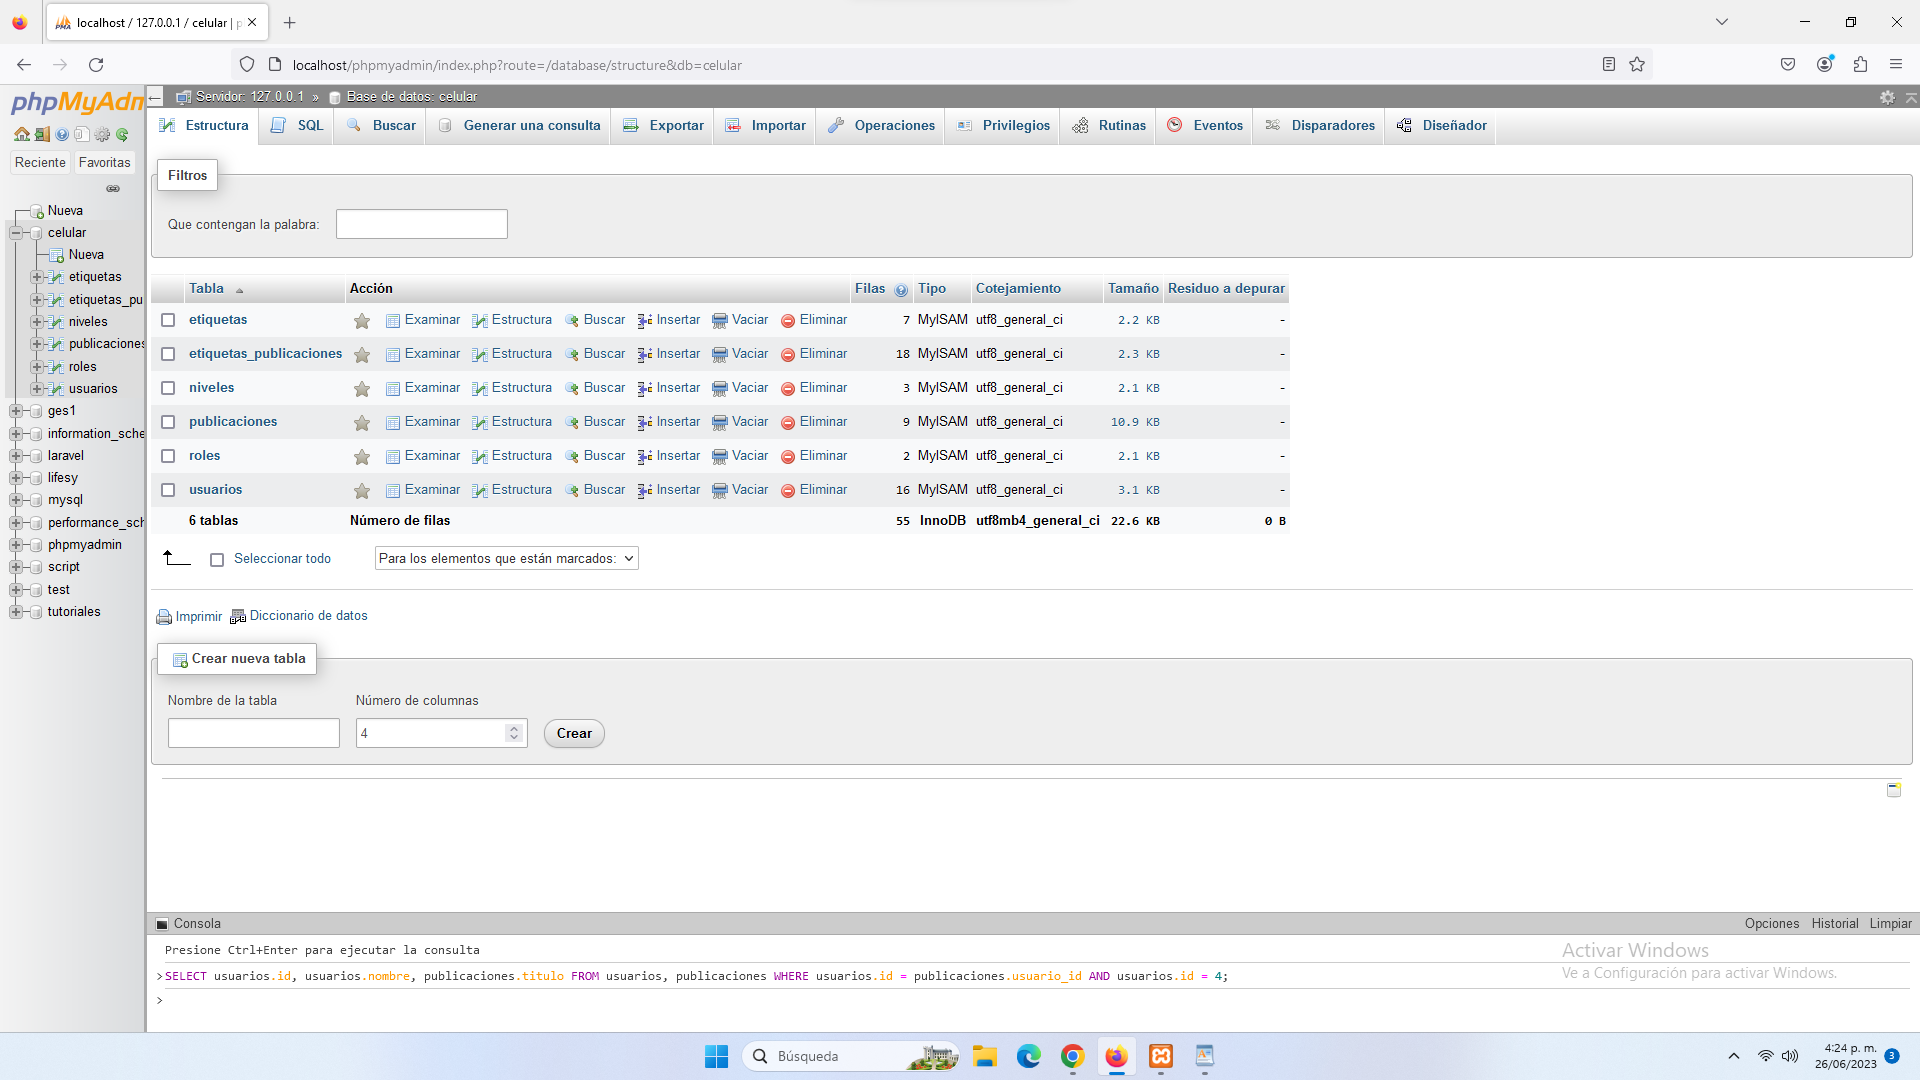 localhost / 127.0.0.1 / celular | p
localhost/phpmyadmin/index.php?route=/database/structure&db=celular
phpMyAdm
Servidor: 127.0.0.1 » Base de datos: celular
Estructura SQL Buscar Generar una consulta Exportar Importar Operaciones Privilegios Rutinas Eventos Disparadores Diseñador
Reciente Favoritas
Nueva
celular
Nueva
etiquetas
etiquetas_pu
niveles
publicaciones
roles
usuarios
ges1
information_sche
laravel
lifesy
mysql
performance_sch
phpmyadmin
script
test
tutoriales
Filtros
Que contengan la palabra:
Tabla Acción Filas Tipo Cotejamiento Tamaño Residuo a depurar
etiquetas Examinar Estructura Buscar Insertar Vaciar Eliminar 7 MyISAM utf8_general_ci 2.2 KB -
etiquetas_publicaciones Examinar Estructura Buscar Insertar Vaciar Eliminar 18 MyISAM utf8_general_ci 2.3 KB -
niveles Examinar Estructura Buscar Insertar Vaciar Eliminar 3 MyISAM utf8_general_ci 2.1 KB -
publicaciones Examinar Estructura Buscar Insertar Vaciar Eliminar 9 MyISAM utf8_general_ci 10.9 KB -
roles Examinar Estructura Buscar Insertar Vaciar Eliminar 2 MyISAM utf8_general_ci 2.1 KB -
usuarios Examinar Estructura Buscar Insertar Vaciar Eliminar 16 MyISAM utf8_general_ci 3.1 KB -
6 tablas Número de filas 55 InnoDB utf8mb4_general_ci 22.6 KB 0 B
Seleccionar todo Para los elementos que están marcados:
Imprimir Diccionario de datos
Crear nueva tabla
Nombre de la tabla Número de columnas
4 Crear
Consola Opciones Historial Limpiar
Presione Ctrl+Enter para ejecutar la consulta
>SELECT usuarios.id, usuarios.nombre, publicaciones.titulo FROM usuarios, publicaciones WHERE usuarios.id = publicaciones.usuario_id AND usuarios.id = 4;
>
Activar Windows
Ve a Configuración para activar Windows.
Búsqueda
4:24 p. m.
26/06/2023
3